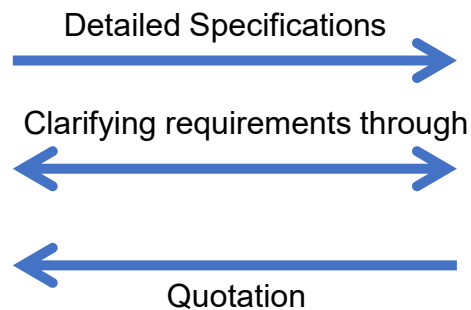 Detailed Specifications
Clarifying requirements through
Quotation